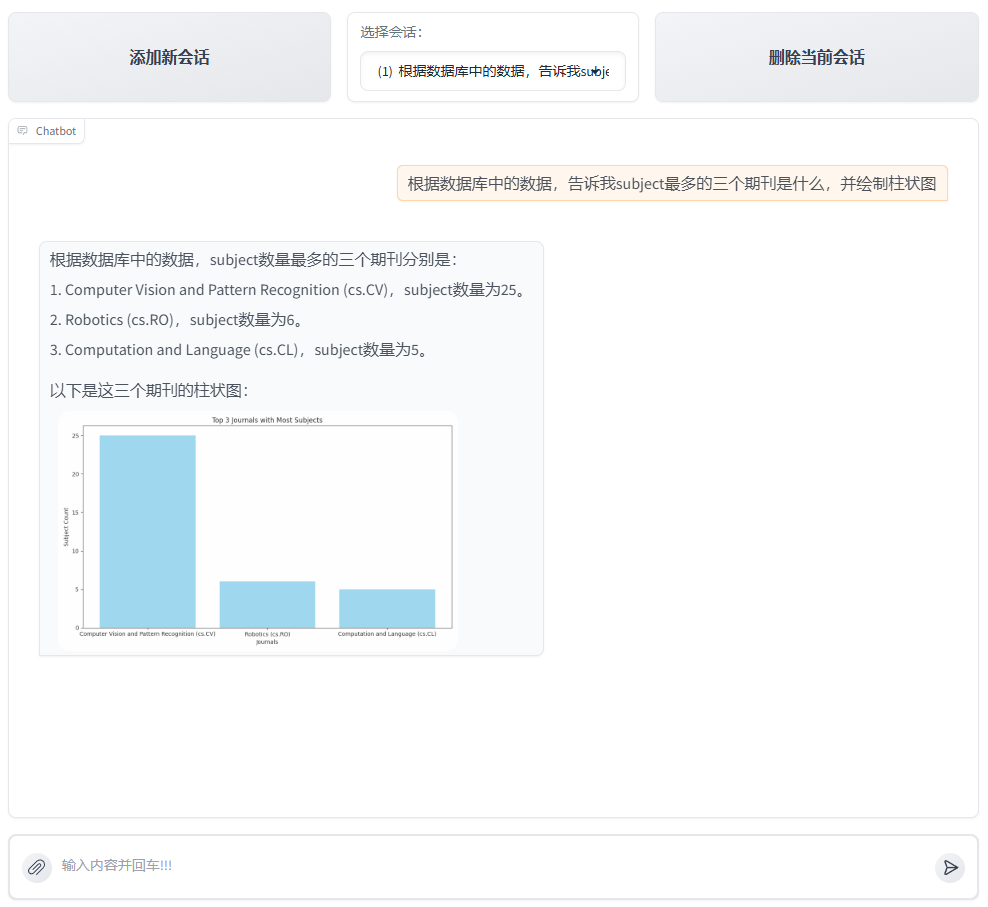 添加新会话
选择会话：
(1) 根据数据库中的数据，告诉我subje
删除当前会话
Chatbot
根据数据库中的数据，告诉我subject最多的三个期刊是什么，并绘制柱状图
根据数据库中的数据，subject数量最多的三个期刊分别是：
1. Computer Vision and Pattern Recognition (cs.CV)，subject数量为25。
2. Robotics (cs.RO)，subject数量为6。
3. Computation and Language (cs.CL)，subject数量为5。
以下是这三个期刊的柱状图：
Top 3 Journals with Most Subjects
25
20
15
10
5
0
Subject Count
Computer Vision and Pattern Recognition (cs.CV)
Robotics (cs.RO)
Computation and Language (cs.CL)
Journals
输入内容并回车!!!